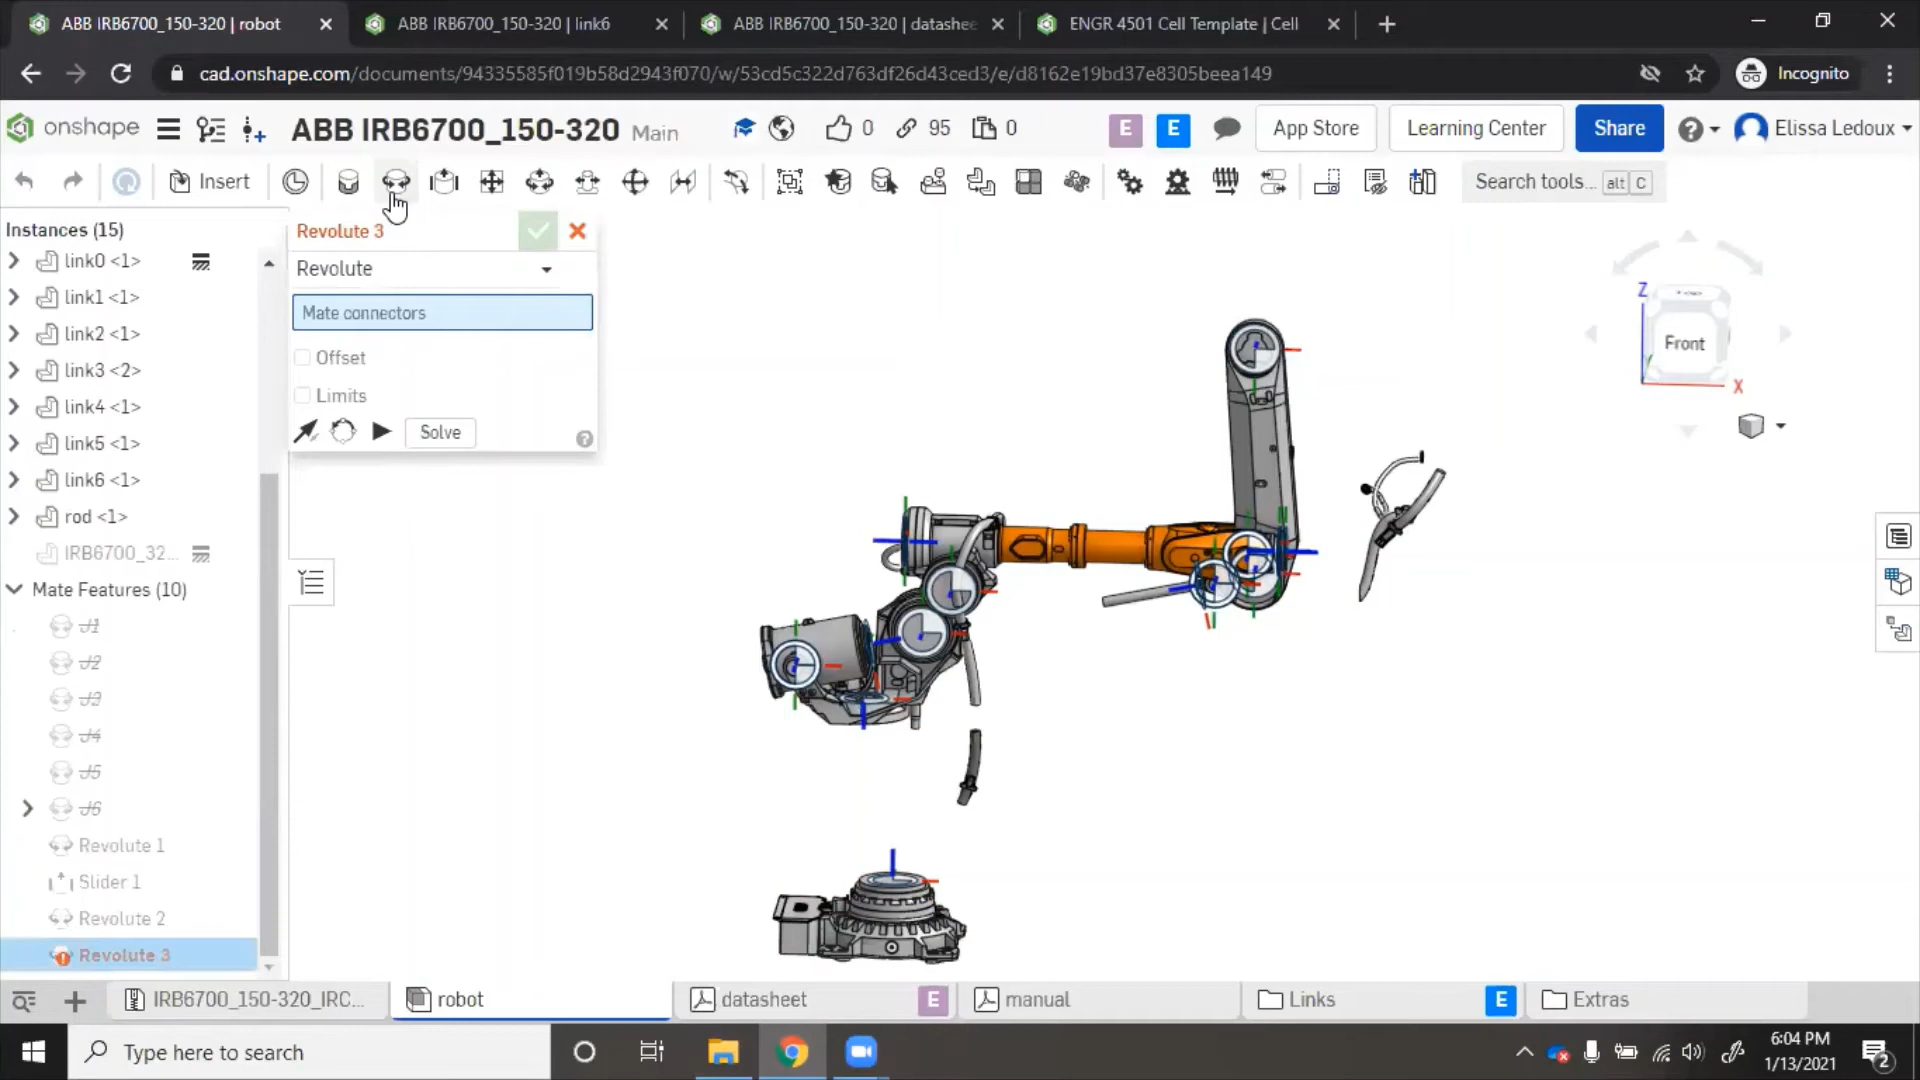 ABB IRB6700_150-320 | robot
ABB IRB6700_150-320 | link6
ABB IRB6700_150-320 | datashee
ENGR 4501 Cell Template | Cell
cad.onshape.com/documents/94335585f019b58d2943f070/w/53cd5c322d763df26d43ced3/e/d8162e19bd37e8305beea149
Incognito
onshape
ABB IRB6700_150-320 Main
0
95
0
E
E
App Store
Learning Center
Share
Elissa Ledoux
Insert
Search tools... alt C
Instances (15)
link0 <1>
link1 <1>
link2 <1>
link3 <2>
link4 <1>
link5 <1>
link6 <1>
rod <1>
IRB6700_32...
Mate Features (10)
J1
J2
J3
J4
J5
J6
Revolute 1
Slider 1
Revolute 2
Revolute 3
Revolute 3
Revolute
Mate connectors
Offset
Limits
Solve
Z
Top
Front
X
IRB6700_150-320_IRC...
robot
datasheet
E
manual
Links
E
Extras
Type here to search
6:04 PM
1/13/2021
2